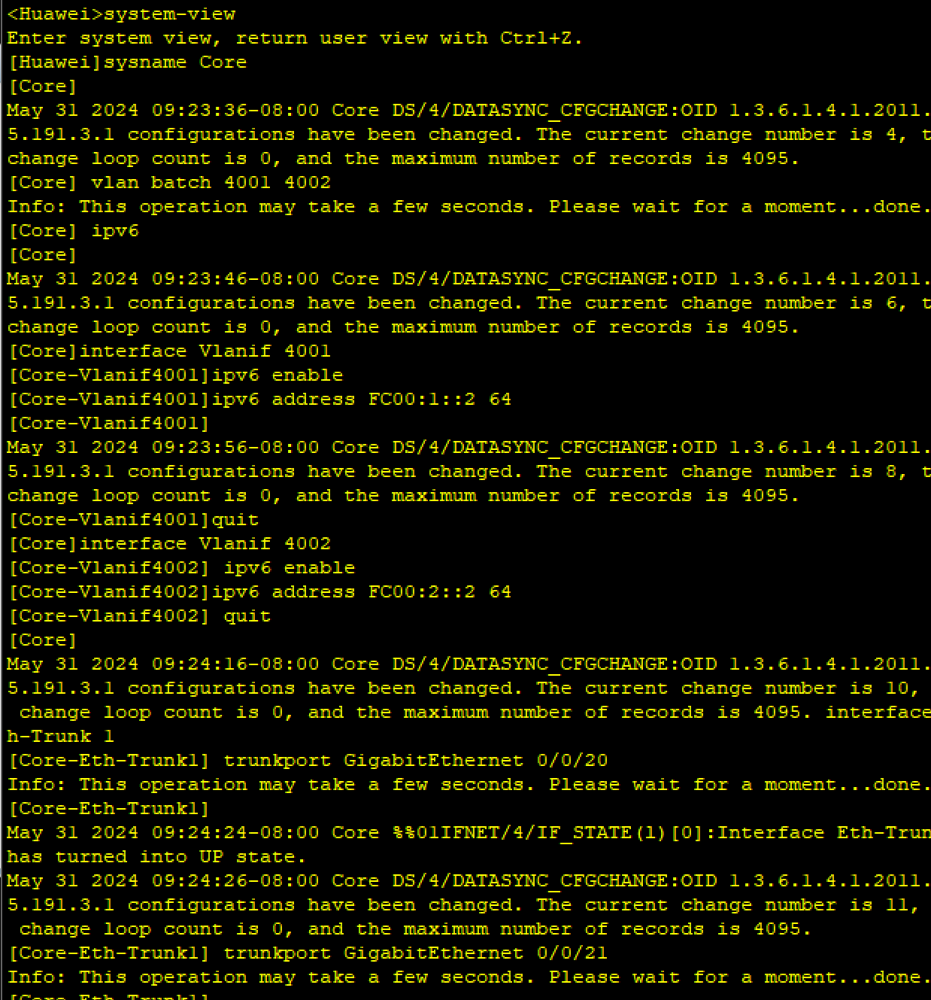 <Huawei>system-view
Enter system view, return user view with Ctrl+Z.
[Huawei]sysname Core
[Core]
May 31 2024 09:23:36-08:00 Core DS/4/DATASYNC_CFGCHANGE:OID 1.3.6.1.4.1.2011.
5.191.3.1 configurations have been changed. The current change number is 4, t
change loop count is 0, and the maximum number of records is 4095.
[Core] vlan batch 4001 4002
Info: This operation may take a few seconds. Please wait for a moment...done.
[Core] ipv6
[Core]
May 31 2024 09:23:46-08:00 Core DS/4/DATASYNC_CFGCHANGE:OID 1.3.6.1.4.1.2011.
5.191.3.1 configurations have been changed. The current change number is 6, t
change loop count is 0, and the maximum number of records is 4095.
[Core]interface Vlanif 4001
[Core-Vlanif4001]ipv6 enable
[Core-Vlanif4001]ipv6 address FC00:1::2 64
[Core-Vlanif4001]
May 31 2024 09:23:56-08:00 Core DS/4/DATASYNC_CFGCHANGE:OID 1.3.6.1.4.1.2011.
5.191.3.1 configurations have been changed. The current change number is 8, t
change loop count is 0, and the maximum number of records is 4095.
[Core-Vlanif4001]quit
[Core]interface Vlanif 4002
[Core-Vlanif4002] ipv6 enable
[Core-Vlanif4002]ipv6 address FC00:2::2 64
[Core-Vlanif4002] quit
[Core]
May 31 2024 09:24:16-08:00 Core DS/4/DATASYNC_CFGCHANGE:OID 1.3.6.1.4.1.2011.
5.191.3.1 configurations have been changed. The current change number is 10,
 change loop count is 0, and the maximum number of records is 4095. interface
h-Trunk 1
[Core-Eth-Trunk1] trunkport GigabitEthernet 0/0/20
Info: This operation may take a few seconds. Please wait for a moment...done.
[Core-Eth-Trunk1]
May 31 2024 09:24:24-08:00 Core %%01IFNET/4/IF_STATE(l)[0]:Interface Eth-Trun
has turned into UP state.
May 31 2024 09:24:26-08:00 Core DS/4/DATASYNC_CFGCHANGE:OID 1.3.6.1.4.1.2011.
5.191.3.1 configurations have been changed. The current change number is 11,
 change loop count is 0, and the maximum number of records is 4095.
[Core-Eth-Trunk1] trunkport GigabitEthernet 0/0/21
Info: This operation may take a few seconds. Please wait for a moment...done.
[Core-Eth-Trunk1]